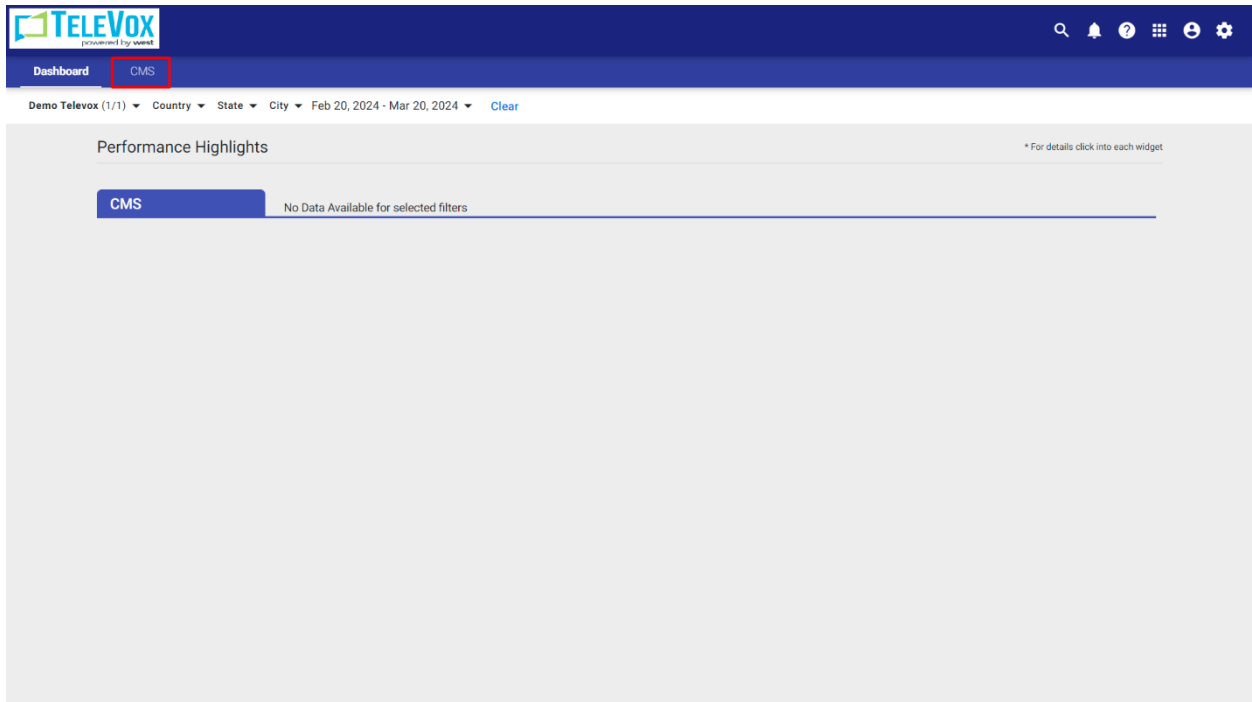 TELEVOX
powered by west
Dashboard CMS
Demo Televox (1/1) Country State City Feb 20, 2024 - Mar 20, 2024 Clear
Performance Highlights * For details click into each widget
CMS No Data Available for selected filters